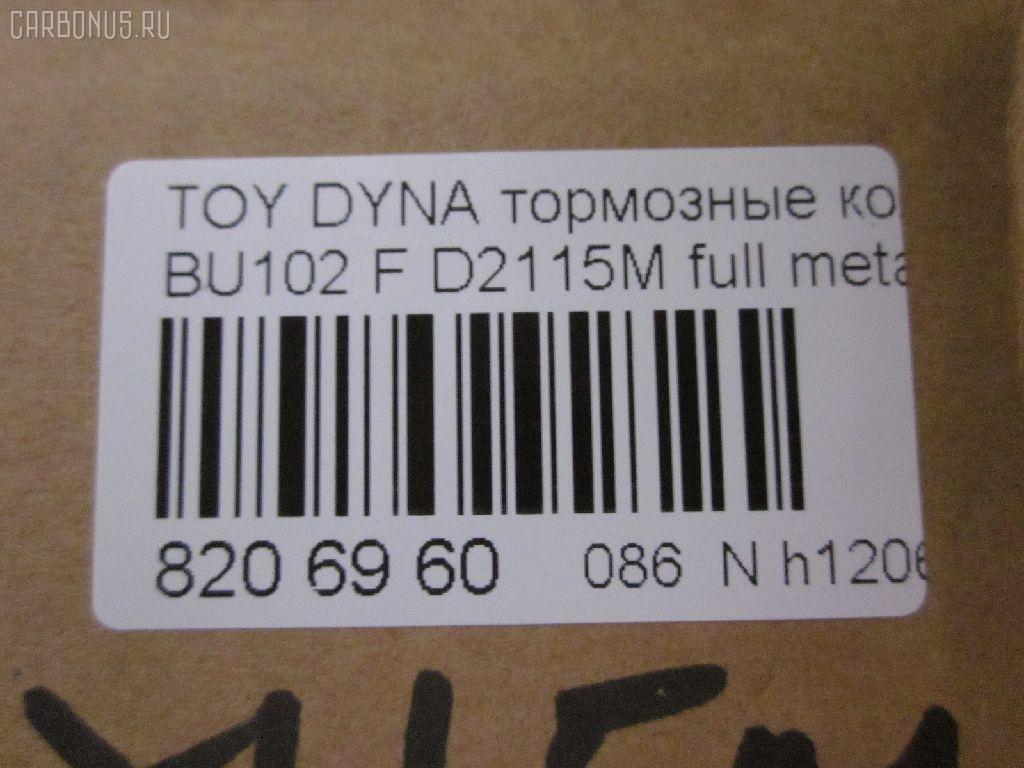 CARBONUS.RU
TOY DYNA тормозные ко
BU102 F D2115M full meta
820 69 60 086 N h1206